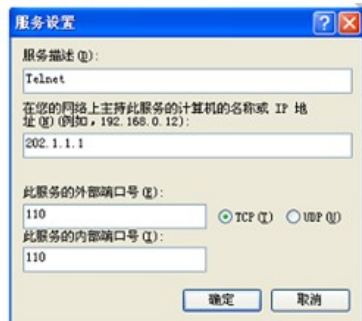 服务设置
服务描述(D):
Telnet
在您的网络上主持此服务的计算机的名称或 IP 地
址(N)(例如，192.168.0.12):
202.1.1.1
此服务的外部端口号(E):
110
TCP(T) UDP(U)
此服务的内部端口号(I):
110
确定 取消